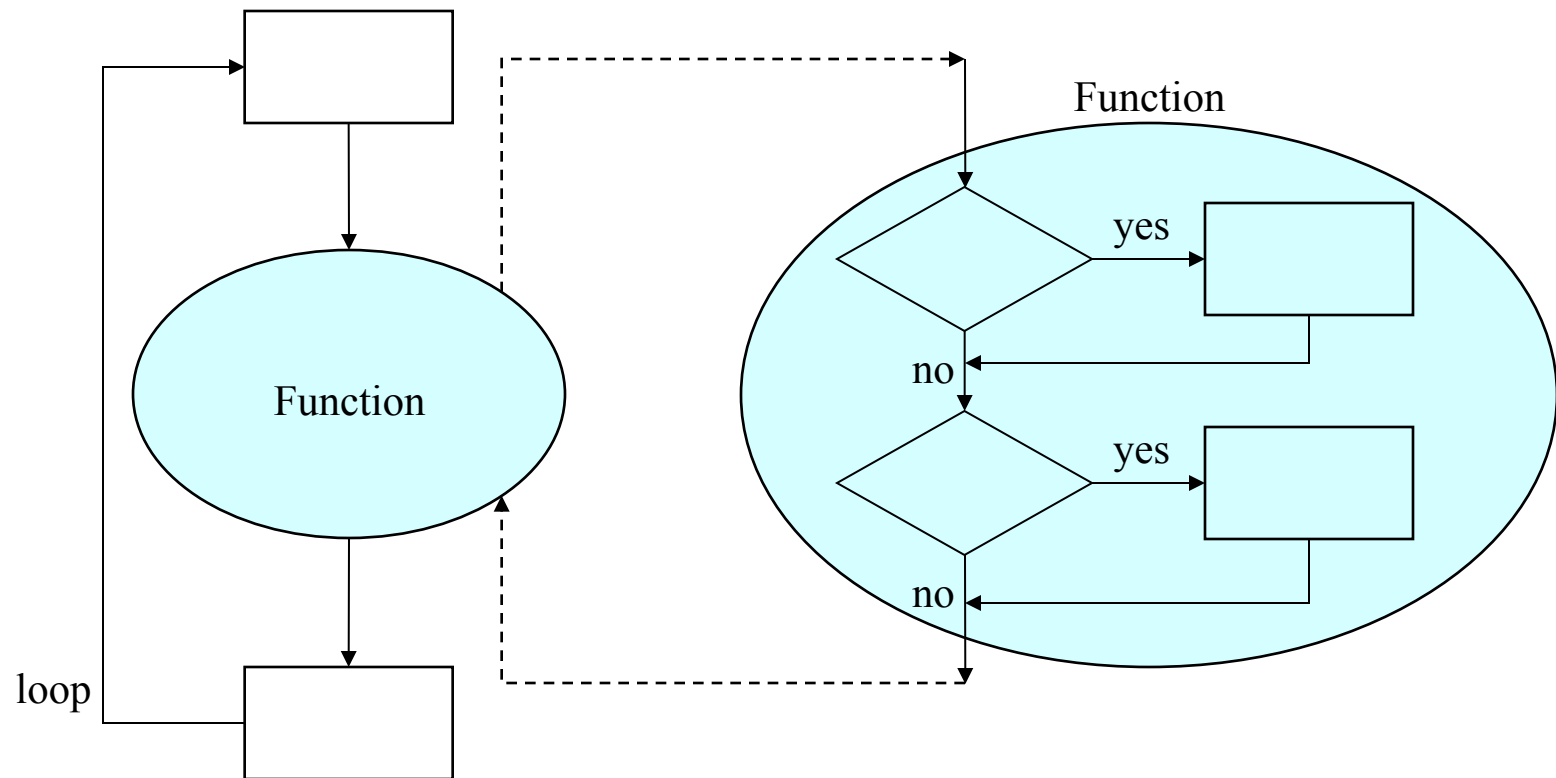 Function
yes
no
Function
yes
no
loop